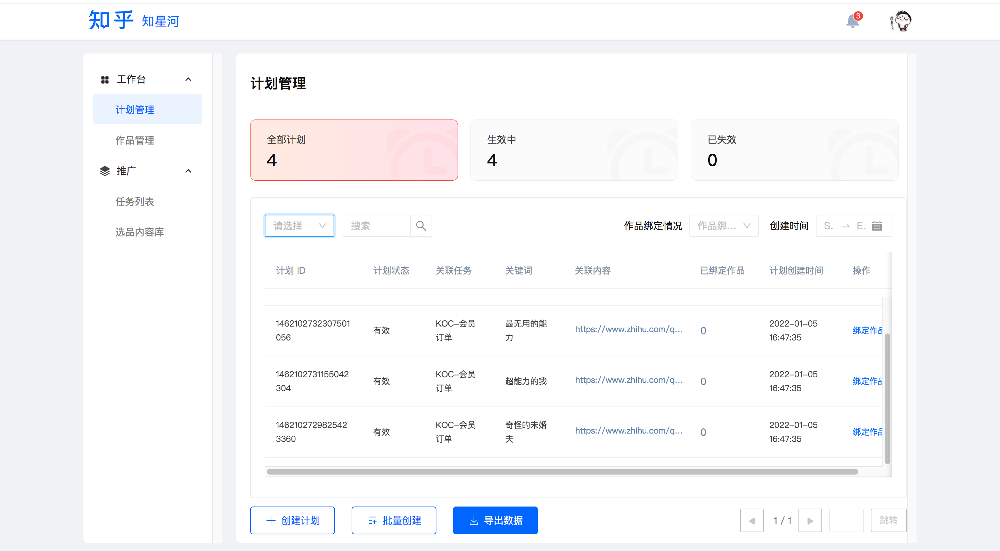 知乎 知星河
3
工作台
计划管理
作品管理
推广
任务列表
选品内容库
计划管理
全部计划
4
生效中
4
已失效
0
请选择
搜索
作品绑定情况
作品绑...
创建时间
S. → E.
计划 ID 计划状态 关联任务 关键词 关联内容 已绑定作品 计划创建时间 操作
1462102732307501
056
有效
KOC-会员
订单
最无用的能
力
https://www.zhihu.com/q...
0
2022-01-05
16:47:35
绑定作品
1462102731155042
304
有效
KOC-会员
订单
超能力的我
https://www.zhihu.com/q...
0
2022-01-05
16:47:35
绑定作品
146210272982542
3360
有效
KOC-会员
订单
奇怪的未婚
夫
https://www.zhihu.com/q...
0
2022-01-05
16:47:35
绑定作品
创建计划
批量创建
导出数据
1 / 1
跳转